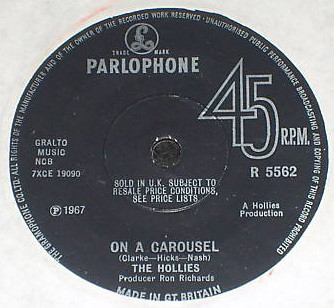 THE GRAMOPHONE CO. LTD. ALL RIGHTS OF THE MANUFACTURER AND OF THE OWNER OF THE RECORDED WORK RESERVED · UNAUTHORISED PUBLIC PERFORMANCE BROADCASTING AND COPYING OF THIS RECORD PROHIBITED
TRADE MARK
PARLOPHONE
45
R.P.M.
GRALTO
MUSIC
NCB
7XCE 19090
R 5562
SOLD IN U.K. SUBJECT TO
RESALE PRICE CONDITIONS,
SEE PRICE LISTS
℗ 1967
A Hollies
Production
ON A CAROUSEL
(Clarke—Hicks—Nash)
THE HOLLIES
Producer Ron Richards
MADE IN GT. BRITAIN